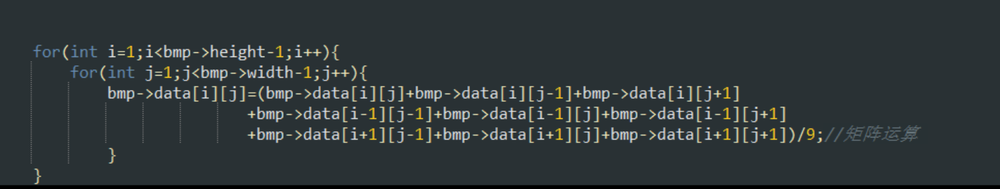 for(int i=1;i<bmp->height-1;i++){
for(int j=1;j<bmp->width-1;j++){
bmp->data[i][j]=(bmp->data[i][j]+bmp->data[i][j-1]+bmp->data[i][j+1]
+bmp->data[i-1][j-1]+bmp->data[i-1][j]+bmp->data[i-1][j+1]
+bmp->data[i+1][j-1]+bmp->data[i+1][j]+bmp->data[i+1][j+1])/9;//矩阵运算
}
}